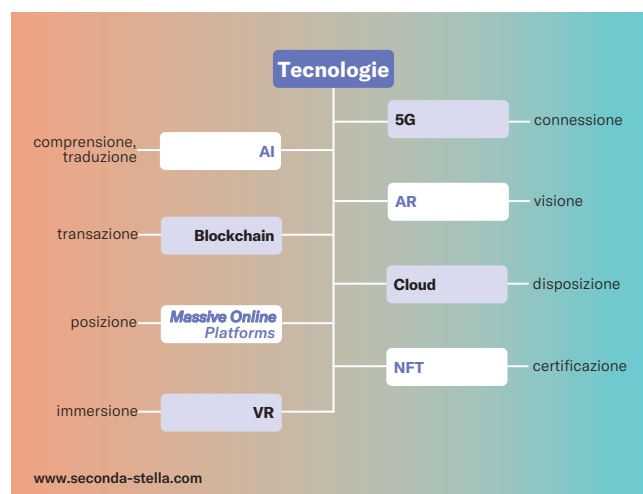 Tecnologie
comprensione,
traduzione
AI
transazione
Blockchain
posizione
Massive Online
Platforms
immersione
VR
5G
connessione
AR
visione
Cloud
disposizione
NFT
certificazione
www.seconda-stella.com